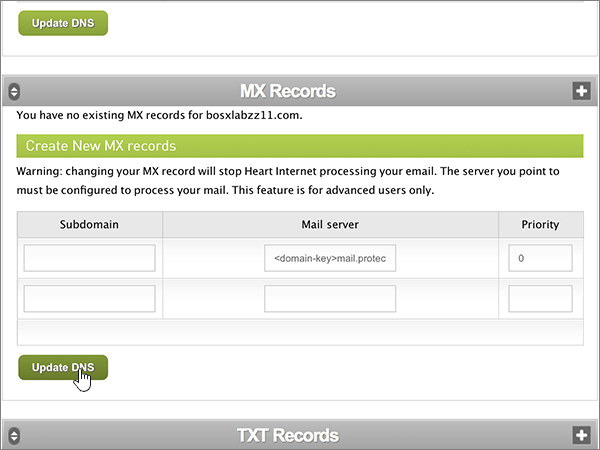 Update DNS
MX Records
You have no existing MX records for bosxlabzz11.com.
Create New MX records
Warning: changing your MX record will stop Heart Internet processing your email. The server you point to
must be configured to process your mail. This feature is for advanced users only.
Subdomain Mail server Priority
<domain-key>mail.protec 0
Update DNS
TXT Records